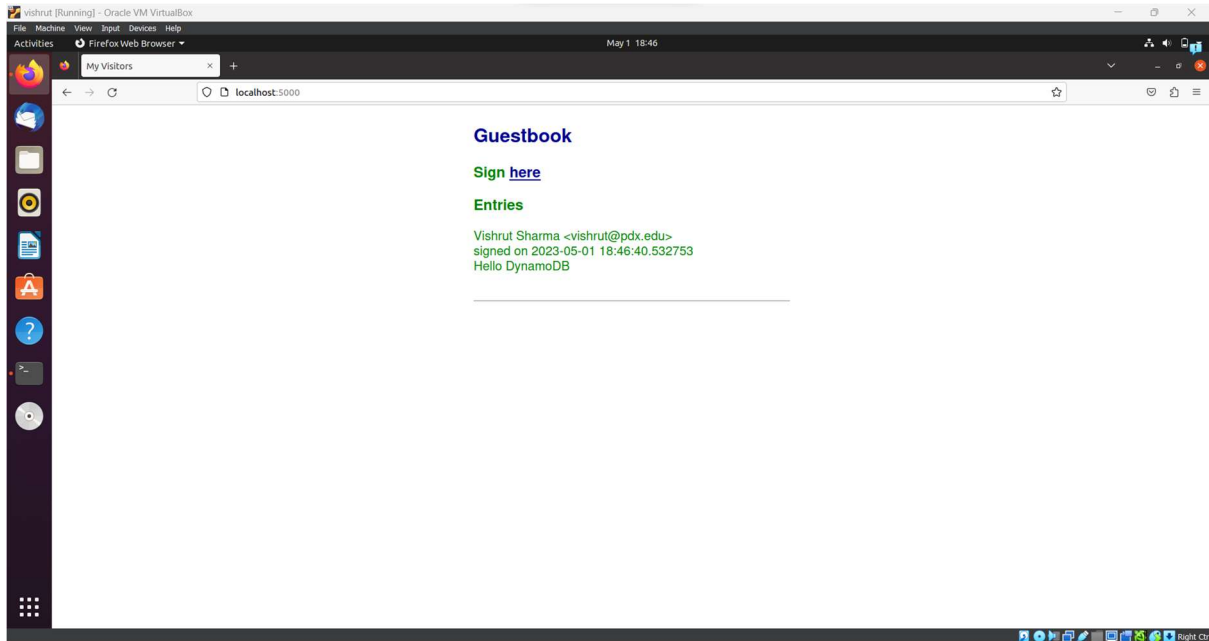 vishrut [Running] - Oracle VM VirtualBox
File Machine View Input Devices Help
Activities Firefox Web Browser May 1 18:46
My Visitors
localhost:5000
Guestbook
Sign here
Entries
Vishrut Sharma <vishrut@pdx.edu>
signed on 2023-05-01 18:46:40.532753
Hello DynamoDB
Right Ctr